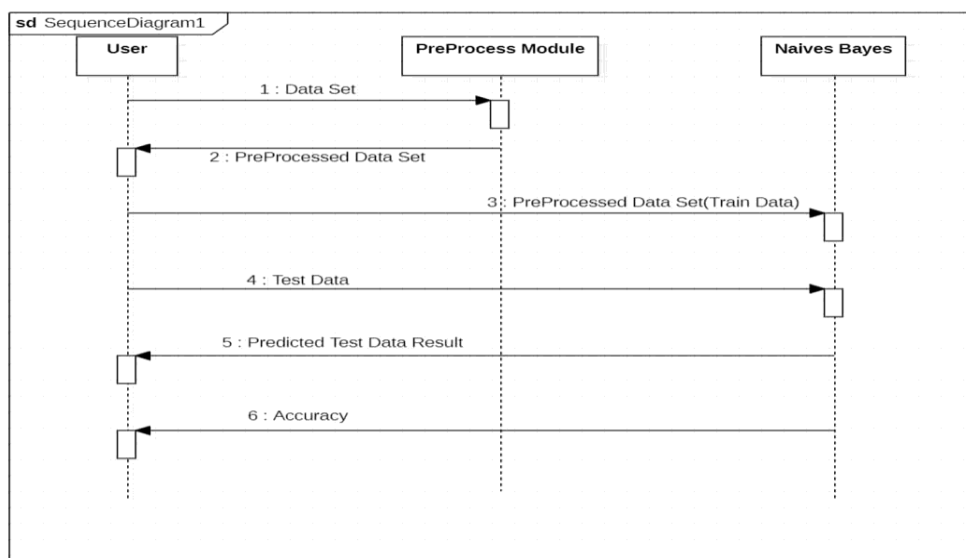 sd SequenceDiagram1
User
PreProcess Module
Naives Bayes
1 : Data Set
2 : PreProcessed Data Set
3 : PreProcessed Data Set(Train Data)
4 : Test Data
5 : Predicted Test Data Result
6 : Accuracy